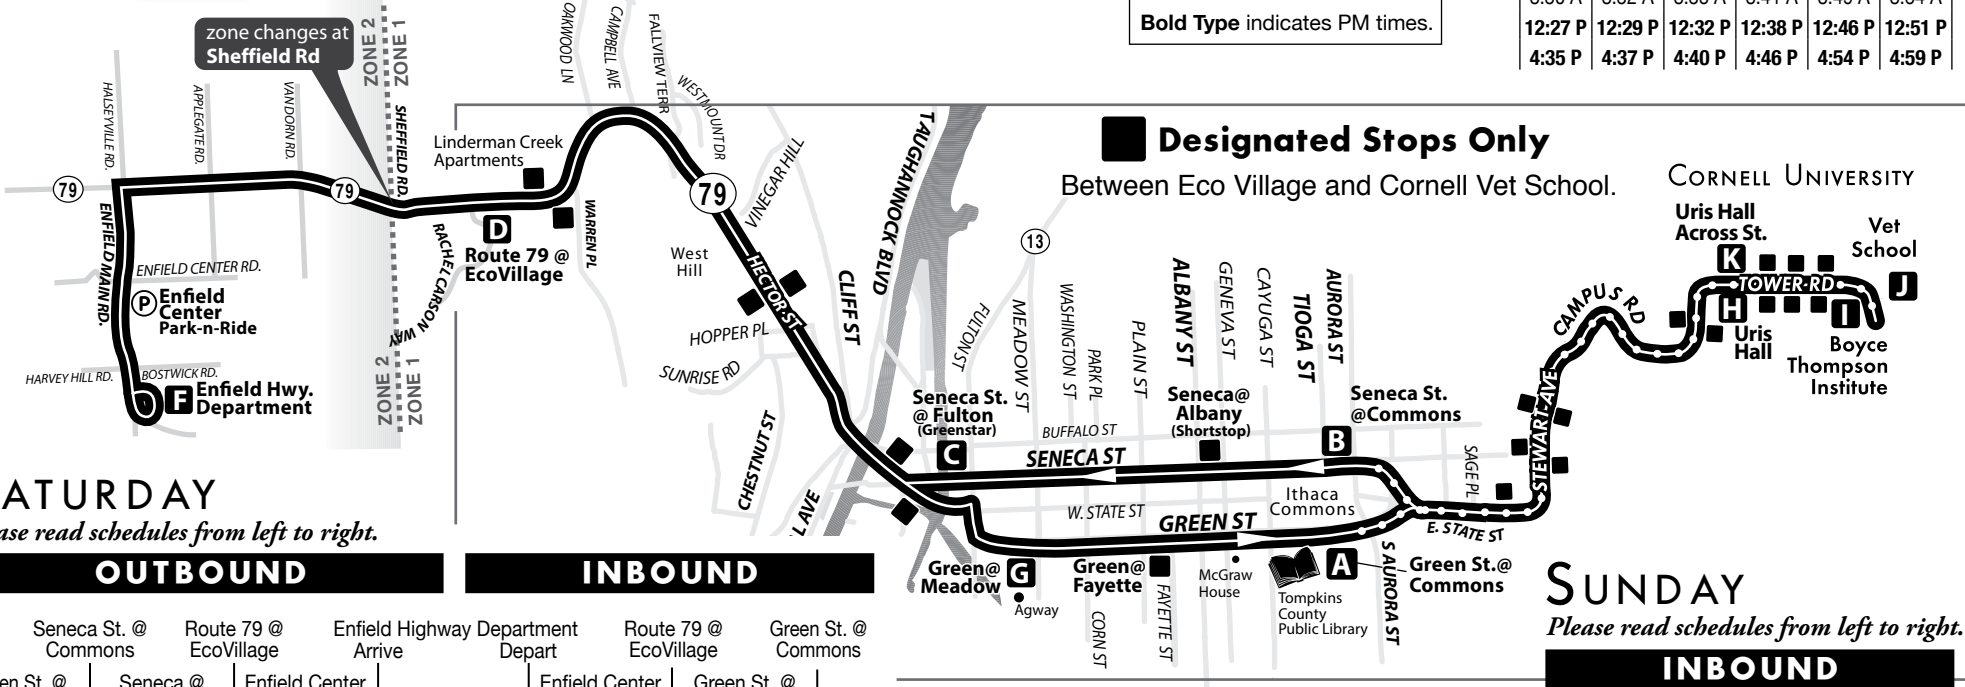 zone changes at
Sheffield Rd
ZONE 2
ZONE 1
OAKWOOD LN
CAMPBELL AVE
FALLVIEW TERR
WESTMOUNT DR
Bold Type indicates PM times.
12:27 P 12:29 P 12:32 P 12:38 P 12:46 P 12:51 P
4:35 P 4:37 P 4:40 P 4:46 P 4:54 P 4:59 P
HALSEYVILLE RD.
APPLEGATE RD.
VAN DORN RD.
SHEFFIELD RD.
79
79
79
Linderman Creek
Apartments
D
Route 79 @
EcoVillage
WARREN PL
RACHEL CARSON WAY
ENFIELD MAIN RD.
ENFIELD CENTER RD.
P
Enfield
Center
Park-n-Ride
HARVEY HILL RD.
BOSTWICK RD.
F
Enfield Hwy.
Department
ZONE 2
ZONE 1
VINEGAR HILL
West
Hill
HECTOR ST
HOPPER PL
SUNRISE RD
CHESTNUT ST
CLIFF ST
TAUGHANNOCK BLVD
LL AVE
Designated Stops Only
Between Eco Village and Cornell Vet School.
13
FULTON ST
MEADOW ST
WASHINGTON ST
PARK PL
PLAIN ST
ALBANY ST
GENEVA ST
CAYUGA ST
TIOGA ST
AURORA ST
Seneca St.
@ Fulton
(Greenstar)
C
BUFFALO ST
SENECA ST
Seneca@
Albany
(Shortstop)
Seneca St.
@Commons
B
SAGE PL
STEWART AVE
CAMPUS RD
CORNELL UNIVERSITY
Uris Hall
Across St.
K
Vet
School
J
TOWER RD
H
Uris
Hall
I
Boyce
Thompson
Institute
W. STATE ST
GREEN ST
Ithaca
Commons
E. STATE ST
Green@
Meadow
G
Agway
Green@
Fayette
CORN ST
FAYETTE ST
McGraw
House
Tompkins
County
Public Library
A
S AURORA ST
Green St.@
Commons
ATURDAY
ase read schedules from left to right.
OUTBOUND
INBOUND
Seneca St. @
Commons
Route 79 @
EcoVillage
Enfield Highway Department
Arrive
Depart
Route 79 @
EcoVillage
Green St. @
Commons
en St. @
Seneca @
Enfield Center
Enfield Center
Green St. @
SUNDAY
Please read schedules from left to right.
INBOUND